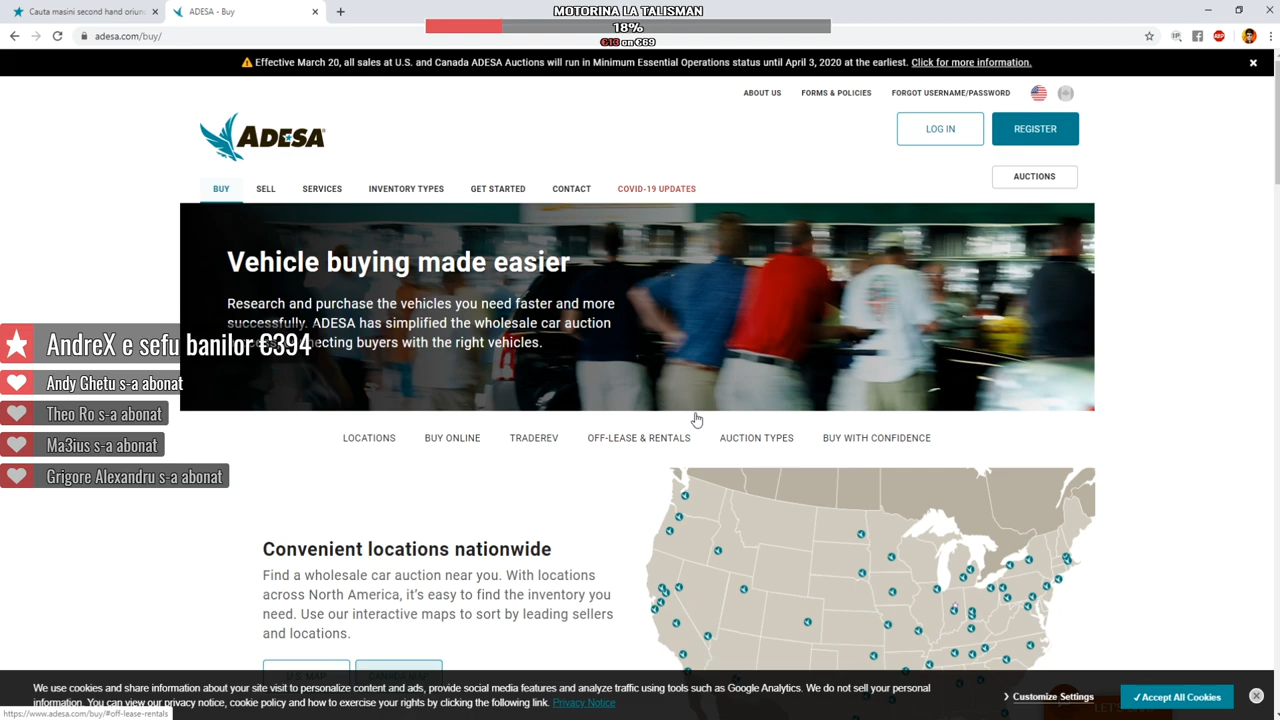 Cauta masini second hand oriun
ADESA - Buy
MOTORINA LA TALISMAN
18%
€13 on €69
adesa.com/buy/
Effective March 20, all sales at U.S. and Canada ADESA Auctions will run in Minimum Essential Operations status until April 3, 2020 at the earliest. Click for more information.
ABOUT US
FORMS & POLICIES
FORGOT USERNAME/PASSWORD
ADESA
LOG IN
REGISTER
AUCTIONS
BUY
SELL
SERVICES
INVENTORY TYPES
GET STARTED
CONTACT
COVID-19 UPDATES
Vehicle buying made easier
Research and purchase the vehicles you need faster and more
successfully. ADESA has simplified the wholesale car auction
ecting buyers with the right vehicles.
AndreX e sefu banilor €394
Andy Ghetu s-a abonat
Theo Ro s-a abonat
Ma3ius s-a abonat
Grigore Alexandru s-a abonat
LOCATIONS
BUY ONLINE
TRADEREV
OFF-LEASE & RENTALS
AUCTION TYPES
BUY WITH CONFIDENCE
Convenient locations nationwide
Find a wholesale car auction near you. With locations
across North America, it's easy to find the inventory you
need. Use our interactive maps to sort by leading sellers
and locations.
U.S. MAP
CANADA MAP
We use cookies and share information about your site visit to personalize content and ads, provide social media features and analyze traffic using tools such as Google Analytics. We do not sell your personal
information. You can view our privacy notice, cookie policy and how to exercise your rights by clicking the following link. Privacy Notice
Customize Settings
✓Accept All Cookies
https://www.adesa.com/buy/#off-lease-rentals